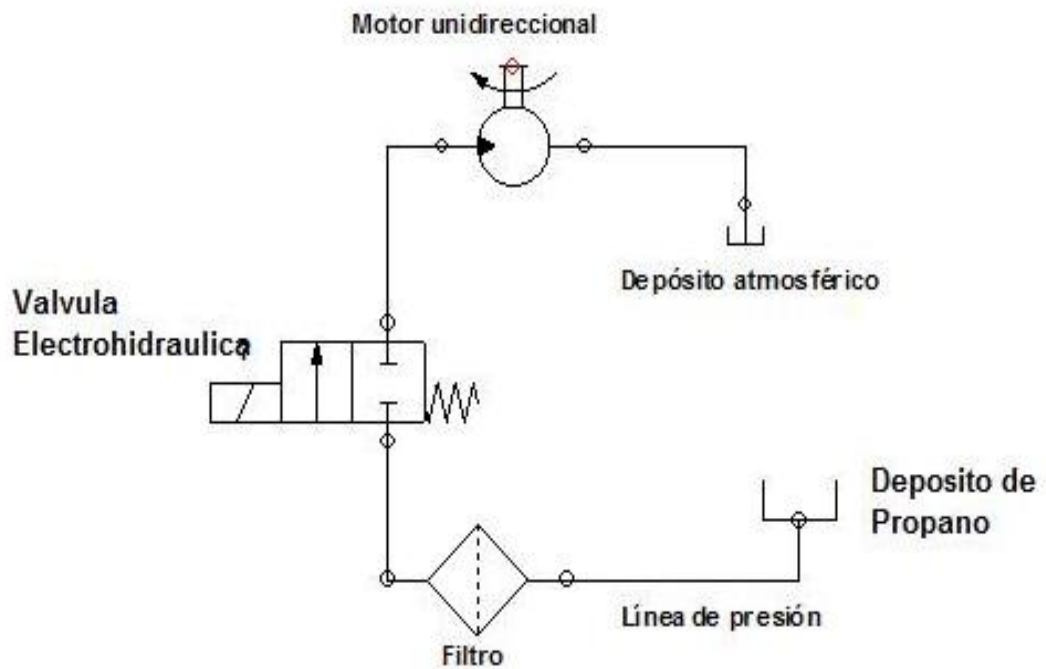 Motor unidireccional
Depósito atmosférico
Valvula
Electrohidraulica
Deposito de
Propano
Línea de presión
Filtro